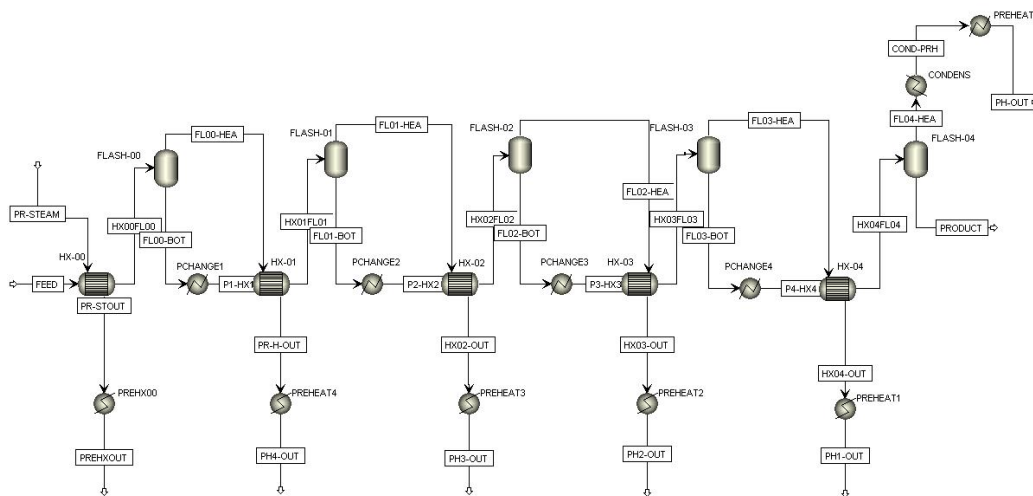 PREHEAT
COND-PRH
CONDENS
PH-OUT
FL04-HEA
FLASH-04
FL00-HEA
FL01-HEA
FLASH-02
FLASH-03
FL03-HEA
FLASH-00
FLASH-01
PR-STEAM
HX00FL00
HX01FL01
HX02FL02
FL02-HEA
HX03FL03
HX04FL04
PRODUCT
FL00-BOT
FL01-BOT
FL02-BOT
FL03-BOT
HX-00
PCHANGE1
HX-01
PCHANGE2
HX-02
PCHANGE3
HX-03
PCHANGE4
HX-04
FEED
P1-HX1
P2-HX2
P3-HX3
P4-HX4
PR-STOUT
PR-H-OUT
HX02-OUT
HX03-OUT
HX04-OUT
PREHX00
PREHEAT4
PREHEAT3
PREHEAT2
PREHEAT1
PREHXOUT
PH4-OUT
PH3-OUT
PH2-OUT
PH1-OUT